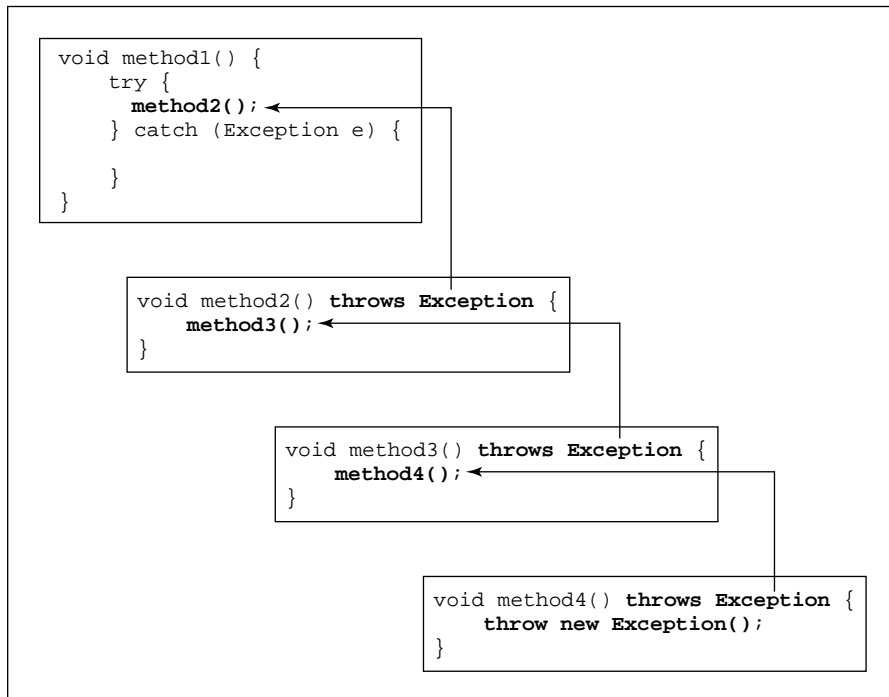 void method1() {
    try {
      method2();
    } catch (Exception e) {
    }
}
void method2() throws Exception {
    method3();
}
void method3() throws Exception {
    method4();
}
void method4() throws Exception {
    throw new Exception();
}